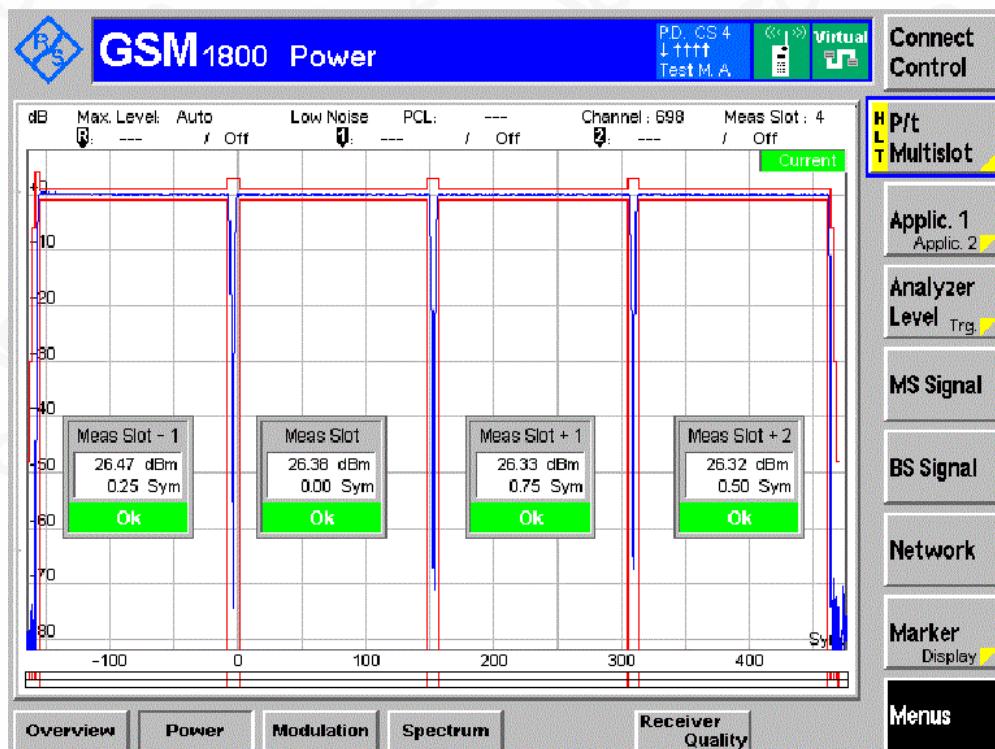 R/S
GSM 1800 Power
P.D. CS 4
↓ ↑↑↑↑
Test M. A
Virtual
Connect Control
dB Max. Level: Auto Low Noise PCL: --- Channel : 698 Meas Slot : 4
R: --- / Off 1: --- / Off 2: --- / Off
Current
HLT
P/t Multislot
Applic. 1
Applic. 2
Analyzer Level Trg.
MS Signal
BS Signal
Network
Marker
Display
Menus
-10
-20
-30
-40
-50
-60
-70
-80
Meas Slot - 1
26.47 dBm
0.25 Sym
Ok
Meas Slot
26.38 dBm
0.00 Sym
Ok
Meas Slot + 1
26.33 dBm
0.75 Sym
Ok
Meas Slot + 2
26.32 dBm
0.50 Sym
Ok
-100 0 100 200 300 400
Overview Power Modulation Spectrum Receiver Quality